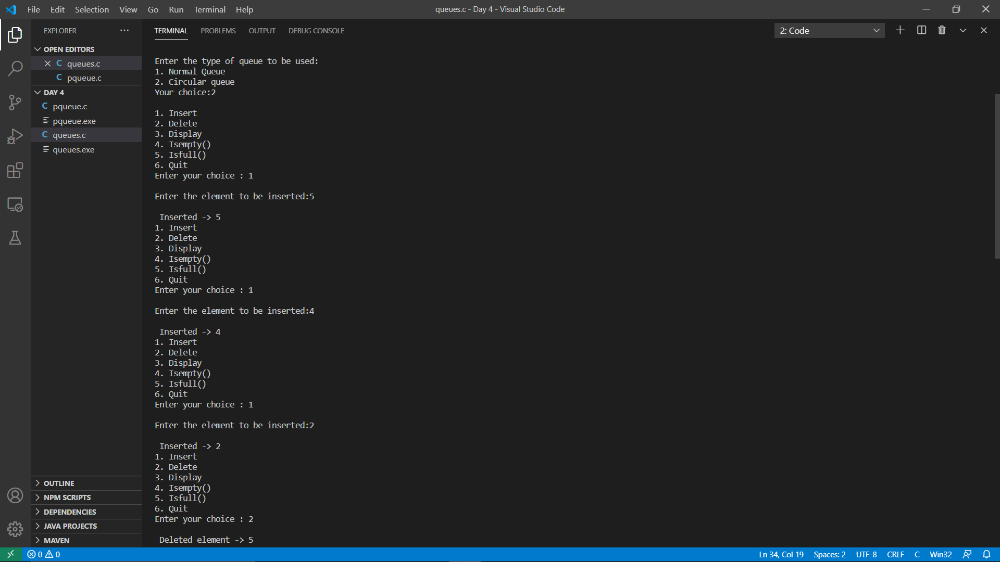 File Edit Selection View Go Run Terminal Help
queues.c - Day 4 - Visual Studio Code
EXPLORER
OPEN EDITORS
C queues.c
C pqueue.c
DAY 4
C pqueue.c
pqueue.exe
C queues.c
queues.exe
OUTLINE
NPM SCRIPTS
DEPENDENCIES
JAVA PROJECTS
MAVEN
TERMINAL PROBLEMS OUTPUT DEBUG CONSOLE
2: Code
Enter the type of queue to be used:
1. Normal Queue
2. Circular queue
Your choice:2
1. Insert
2. Delete
3. Display
4. Isempty()
5. Isfull()
6. Quit
Enter your choice : 1
Enter the element to be inserted:5
Inserted -> 5
1. Insert
2. Delete
3. Display
4. Isempty()
5. Isfull()
6. Quit
Enter your choice : 1
Enter the element to be inserted:4
Inserted -> 4
1. Insert
2. Delete
3. Display
4. Isempty()
5. Isfull()
6. Quit
Enter your choice : 1
Enter the element to be inserted:2
Inserted -> 2
1. Insert
2. Delete
3. Display
4. Isempty()
5. Isfull()
6. Quit
Enter your choice : 2
Deleted element -> 5
0 0
Ln 34, Col 19 Spaces: 2 UTF-8 CRLF C Win32